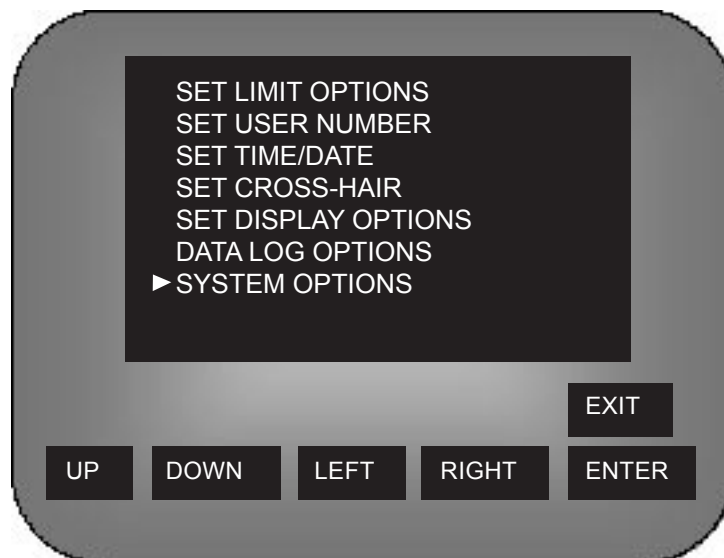 SET LIMIT OPTIONS
SET USER NUMBER
SET TIME/DATE
SET CROSS-HAIR
SET DISPLAY OPTIONS
DATA LOG OPTIONS
►SYSTEM OPTIONS
EXIT
UP DOWN LEFT RIGHT ENTER